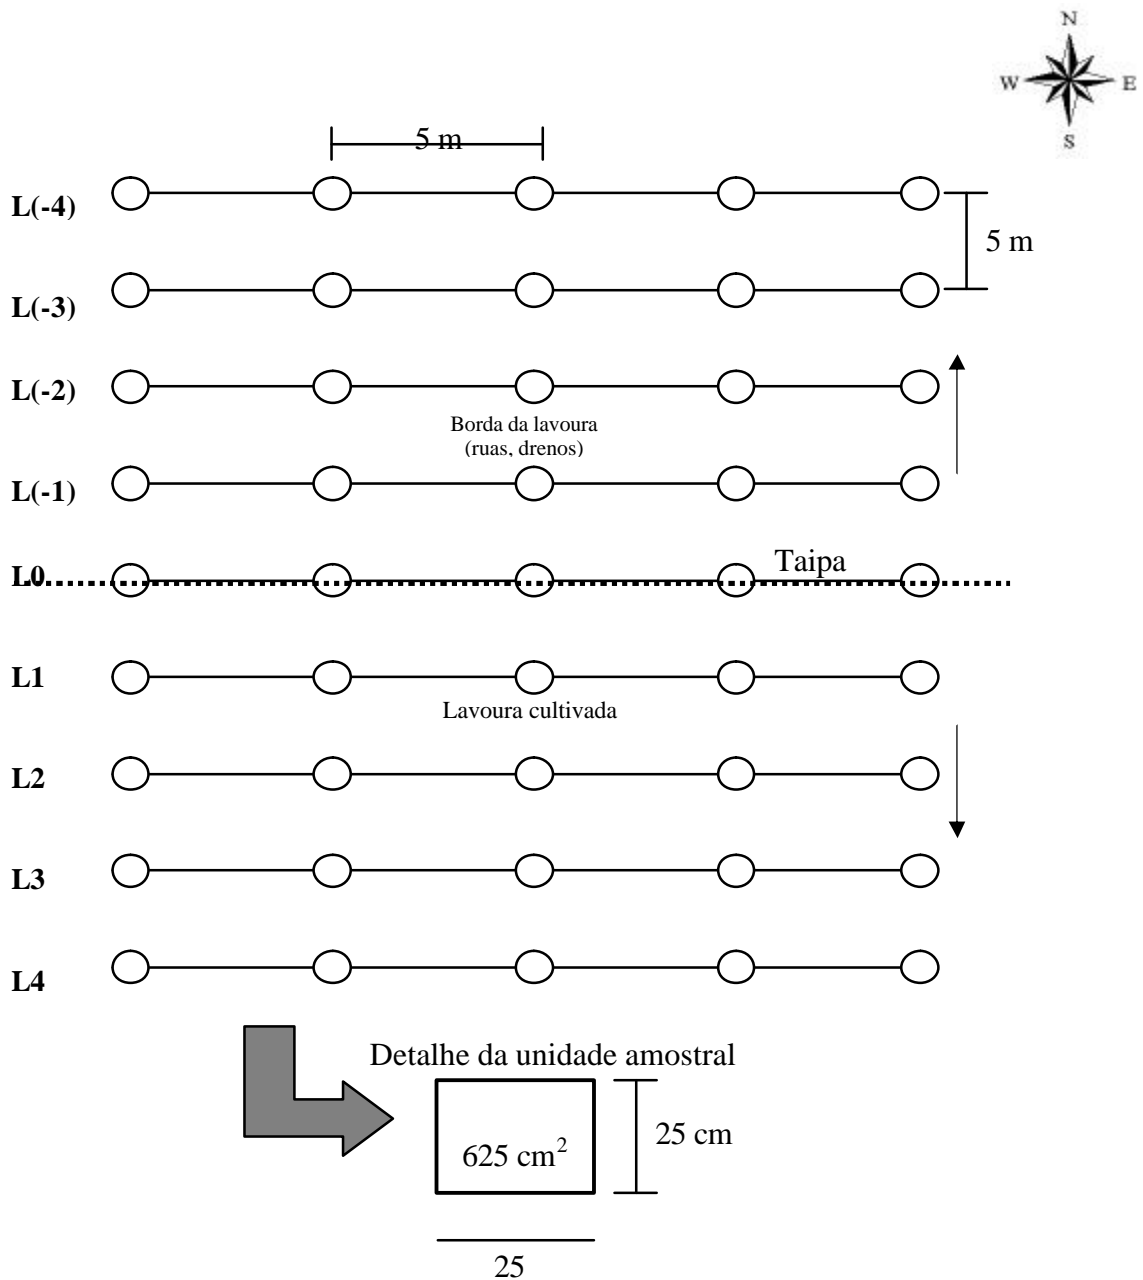 N
W E
S
5 m
L(-4)
5 m
L(-3)
L(-2)
Borda da lavoura
(ruas, drenos)
L(-1)
Taipa
L0
L1
Lavoura cultivada
L2
L3
L4
Detalhe da unidade amostral
25 cm
625 cm²
25